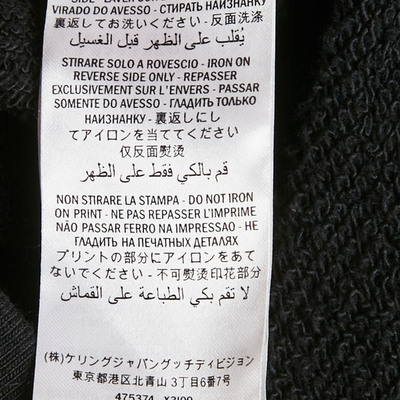 VIRADO DO AVESSO - СТИРАТЬ НАИЗНАНКУ
裏返してお洗いください - 反面洗涤
يُقلب على الظهر قبل الغسيل
STIRARE SOLO A ROVESCIO - IRON ON
REVERSE SIDE ONLY - REPASSER
EXCLUSIVEMENT SUR L'ENVERS - PASSAR
SOMENTE DO AVESSO - ГЛАДИТЬ ТОЛЬКО
НАИЗНАНКУ - 裏返しにし
てアイロンを当ててください
仅反面熨烫
قم بالكي فقط على الظهر
NON STIRARE LA STAMPA - DO NOT IRON
ON PRINT - NE PAS REPASSER L'IMPRIME
NÃO PASSAR FERRO NA IMPRESSAO - НЕ
ГЛАДИТЬ НА ПЕЧАТНЫХ ДЕТАЛЯХ
プリントの部分にアイロンをあて
ないでください - 不可熨烫印花部分
لا تقم بكي الطباعة على القماش
(株)ケリングジャパングッチディビジョン
東京都港区北青山 3丁目6番7号
475374